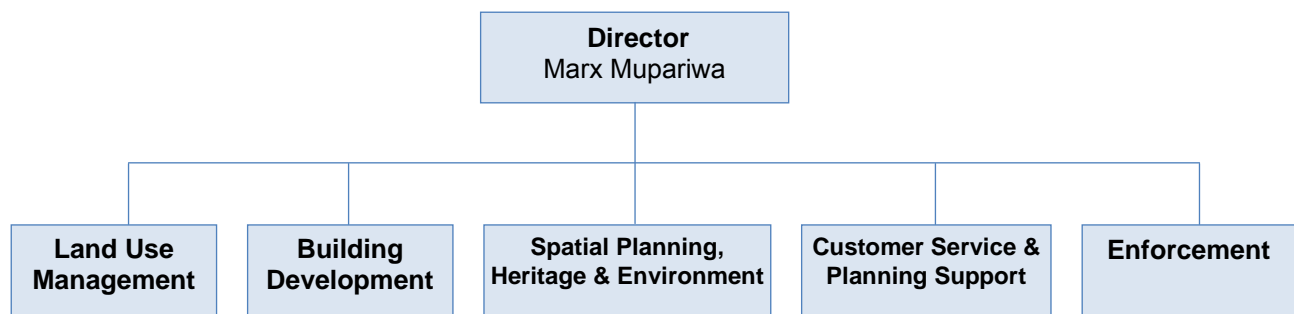 Director
Marx Mupariwa
Land Use
Management
Building
Development
Spatial Planning,
Heritage & Environment
Customer Service &
Planning Support
Enforcement